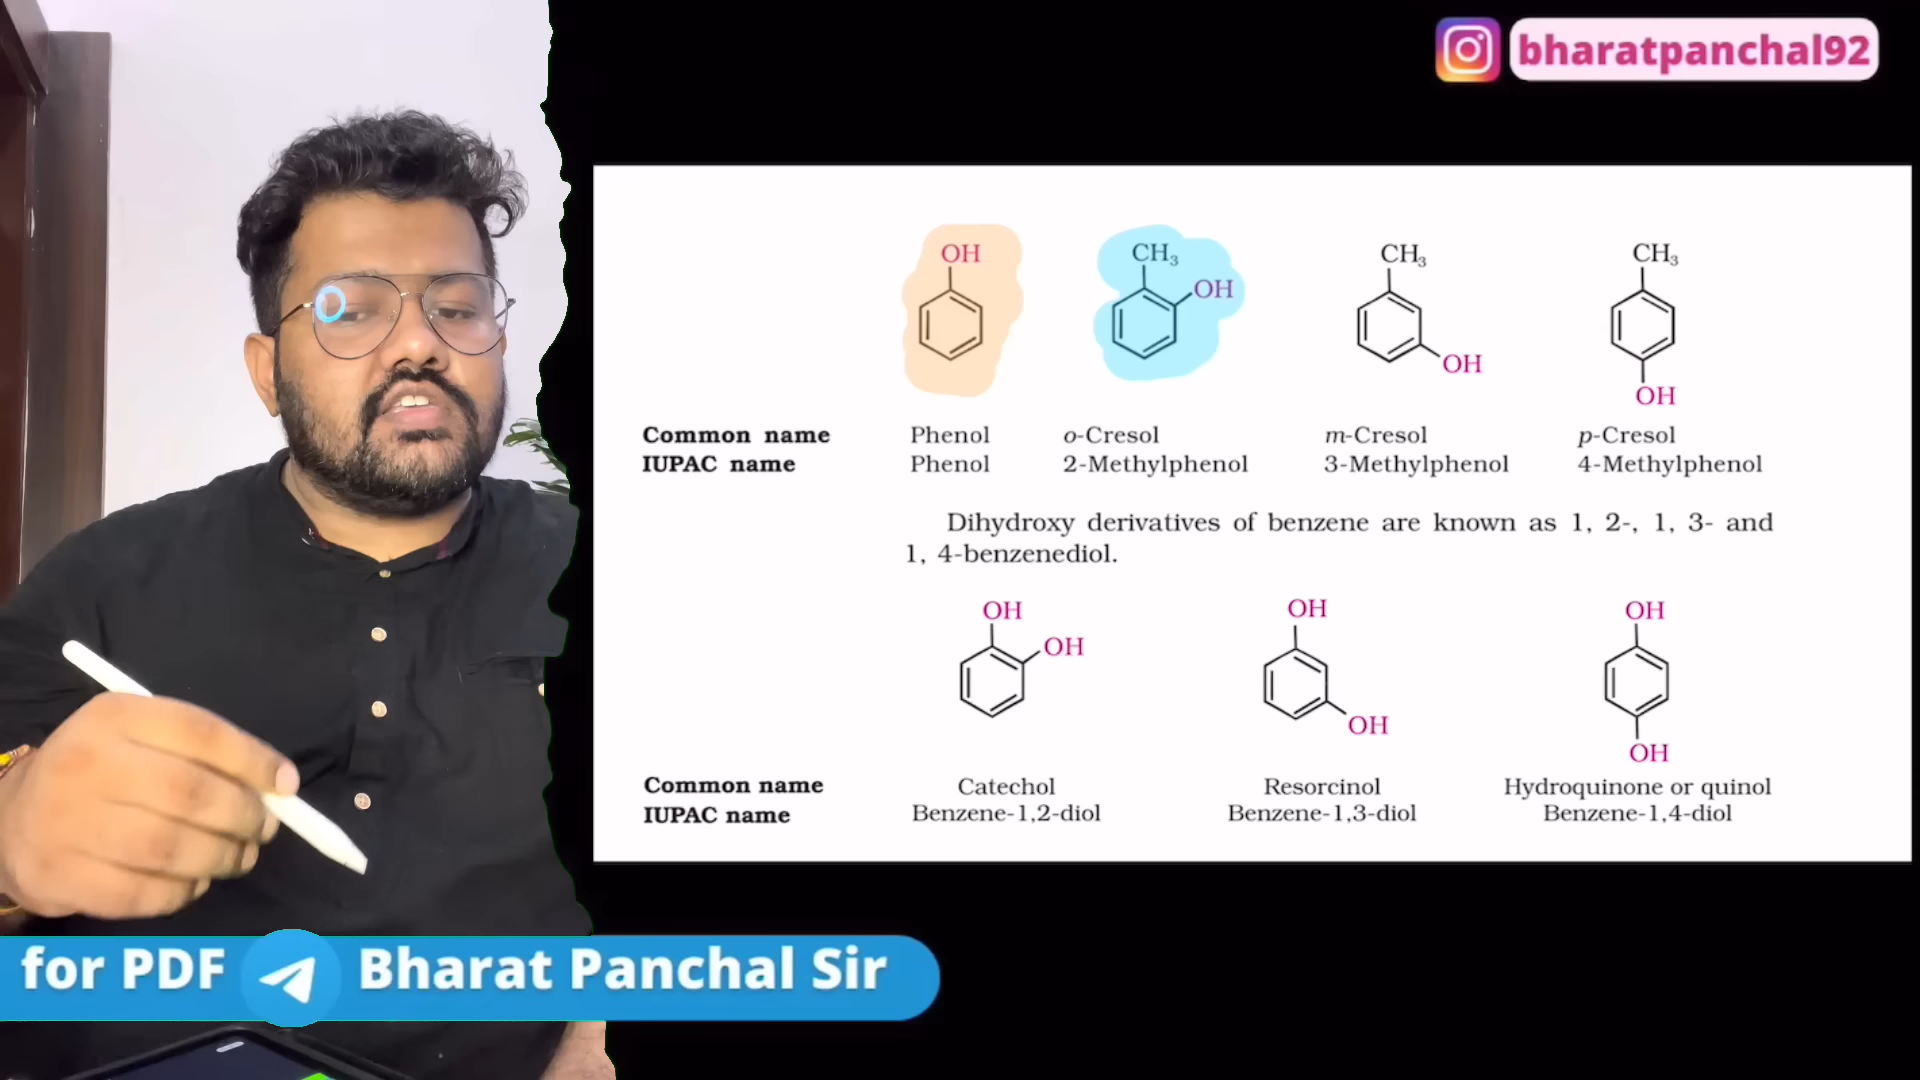 bharatpanchal92
OH
CH3
OH
CH3
OH
CH3
OH
Common name Phenol o-Cresol m-Cresol p-Cresol
IUPAC name Phenol 2-Methylphenol 3-Methylphenol 4-Methylphenol
Dihydroxy derivatives of benzene are known as 1, 2-, 1, 3- and
1, 4-benzenediol.
OH
OH
OH
OH
OH
OH
Common name Catechol Resorcinol Hydroquinone or quinol
IUPAC name Benzene-1,2-diol Benzene-1,3-diol Benzene-1,4-diol
for PDF Bharat Panchal Sir